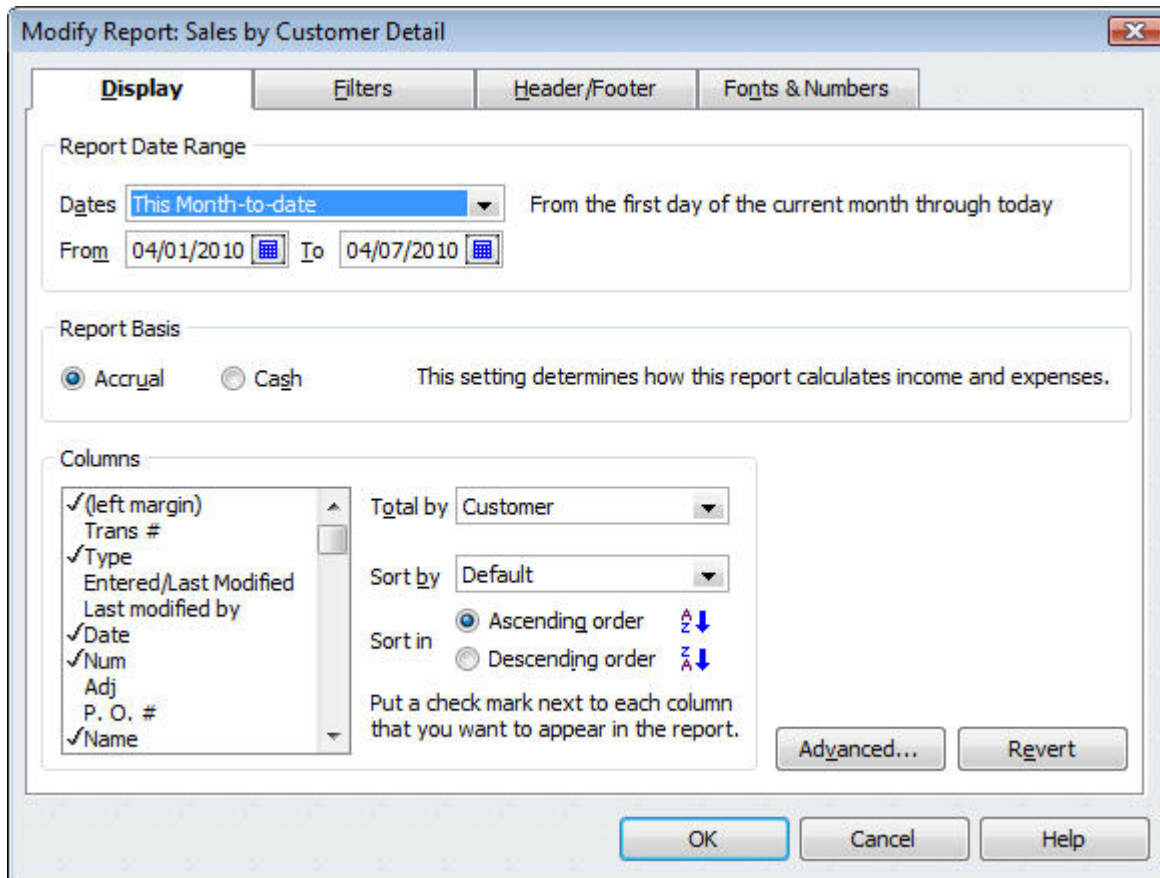 Modify Report: Sales by Customer Detail
Display
Filters
Header/Footer
Fonts & Numbers
Report Date Range
Dates This Month-to-date From the first day of the current month through today
From 04/01/2010 To 04/07/2010
Report Basis
Accrual Cash This setting determines how this report calculates income and expenses.
Columns
(left margin)
Trans #
Type
Entered/Last Modified
Last modified by
Date
Num
Adj
P. O. #
Name
Total by Customer
Sort by Default
Sort in
Ascending order
Descending order
Put a check mark next to each column
that you want to appear in the report.
Advanced...
Revert
OK
Cancel
Help